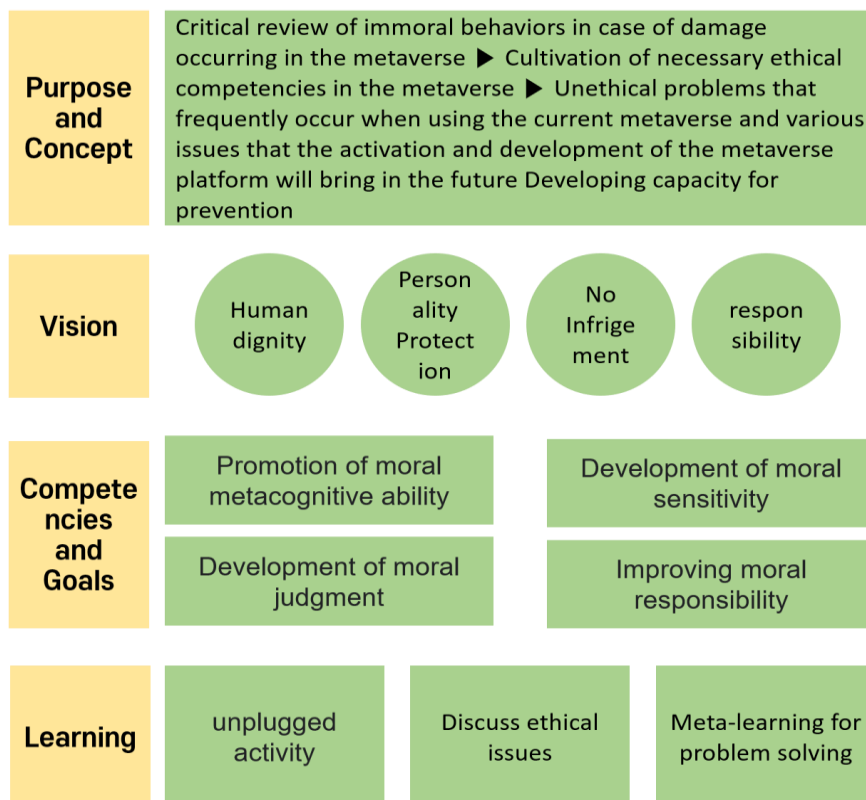 Purpose
and
Concept
Critical review of immoral behaviors in case of damage
occurring in the metaverse ▶ Cultivation of necessary ethical
competencies in the metaverse ▶ Unethical problems that
frequently occur when using the current metaverse and various
issues that the activation and development of the metaverse
platform will bring in the future Developing capacity for
prevention
Vision
Human
dignity
Person
ality
Protect
ion
No
Infrige
ment
respon
sibility
Compete
ncies
and
Goals
Promotion of moral
metacognitive ability
Development of moral
sensitivity
Development of moral
judgment
Improving moral
responsibility
Learning
unplugged
activity
Discuss ethical
issues
Meta-learning for
problem solving